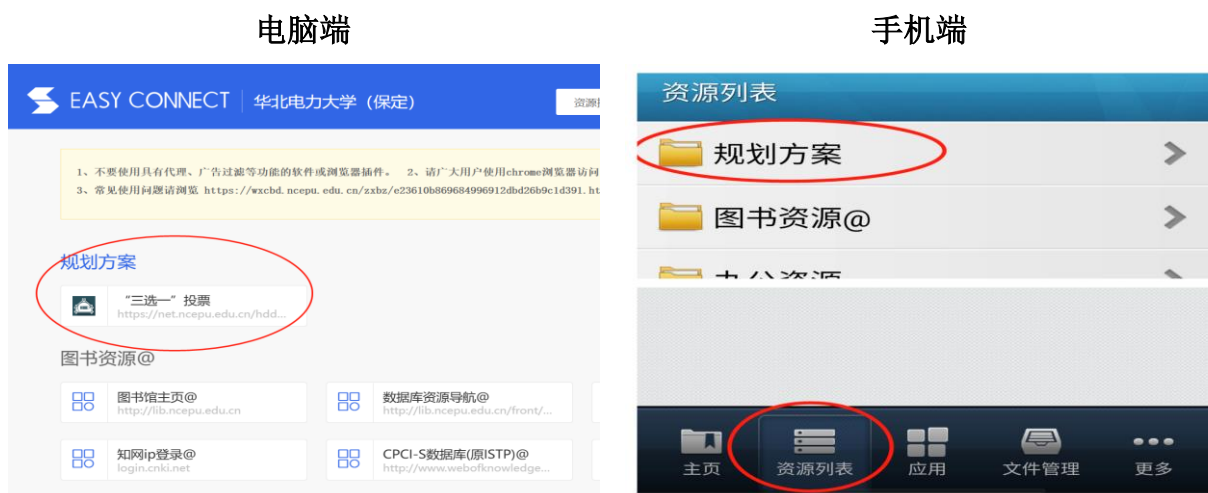 电脑端
手机端
EASY CONNECT 华北电力大学（保定）
1、不要使用具有代理、广告过滤等功能的软件或浏览器插件。 2、请广大用户使用chrome浏览器访问
3、常见使用问题请浏览 https://wxcbd.ncepu.edu.cn/zxbz/e23610b869684996912dbd26b9c1d391.ht
规划方案
“三选一”投票
https://net.ncepu.edu.cn/hdd...
图书资源@
图书馆主页@
http://lib.ncepu.edu.cn
数据库资源导航@
http://lib.ncepu.edu.cn/front/...
知网ip登录@
login.cnki.net
CPCI-S数据库(原ISTP)@
http://www.webofknowledge...
资源列表
规划方案
图书资源@
主页
资源列表
应用
文件管理
更多